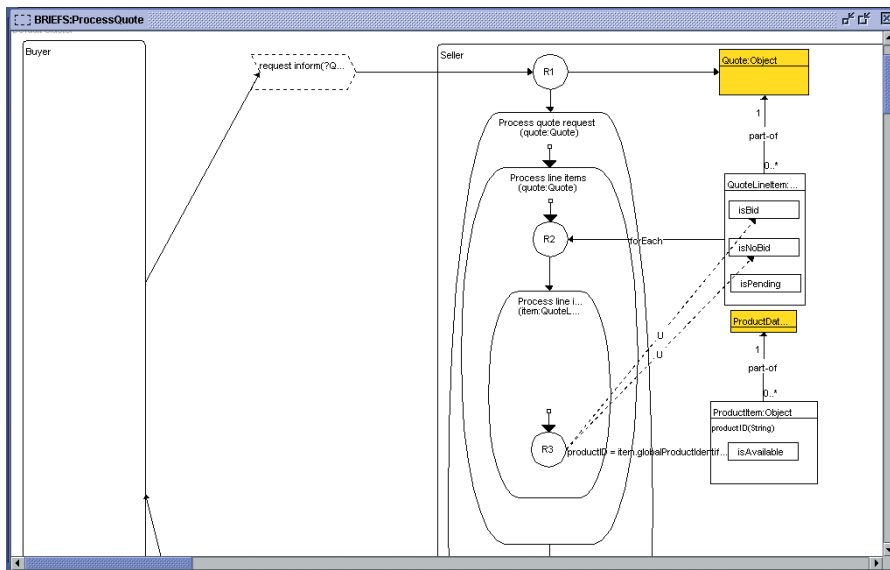 BRIEFS:ProcessQuote
Buyer
request inform(?Q...
Seller
R1
Quote:Object
1
part-of
0..*
Process quote request
(quote:Quote)
Process line items
(quote:Quote)
R2
forEach
QuoteLineItem:...
isBid
isNoBid
isPending
Process line i...
(item:QuoteL...
ProductDat...
U
U
1
part-of
0..*
ProductItem:Object
productID(String)
isAvailable
R3
productID = item.globalProductIdentif...